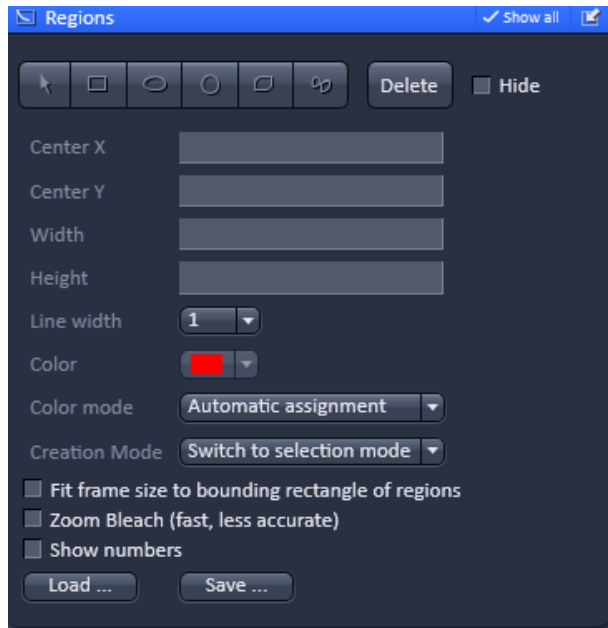 Regions
Show all
Delete
Hide
Center X
Center Y
Width
Height
Line width 1
Color
Color mode Automatic assignment
Creation Mode Switch to selection mode
Fit frame size to bounding rectangle of regions
Zoom Bleach (fast, less accurate)
Show numbers
Load ... Save ...